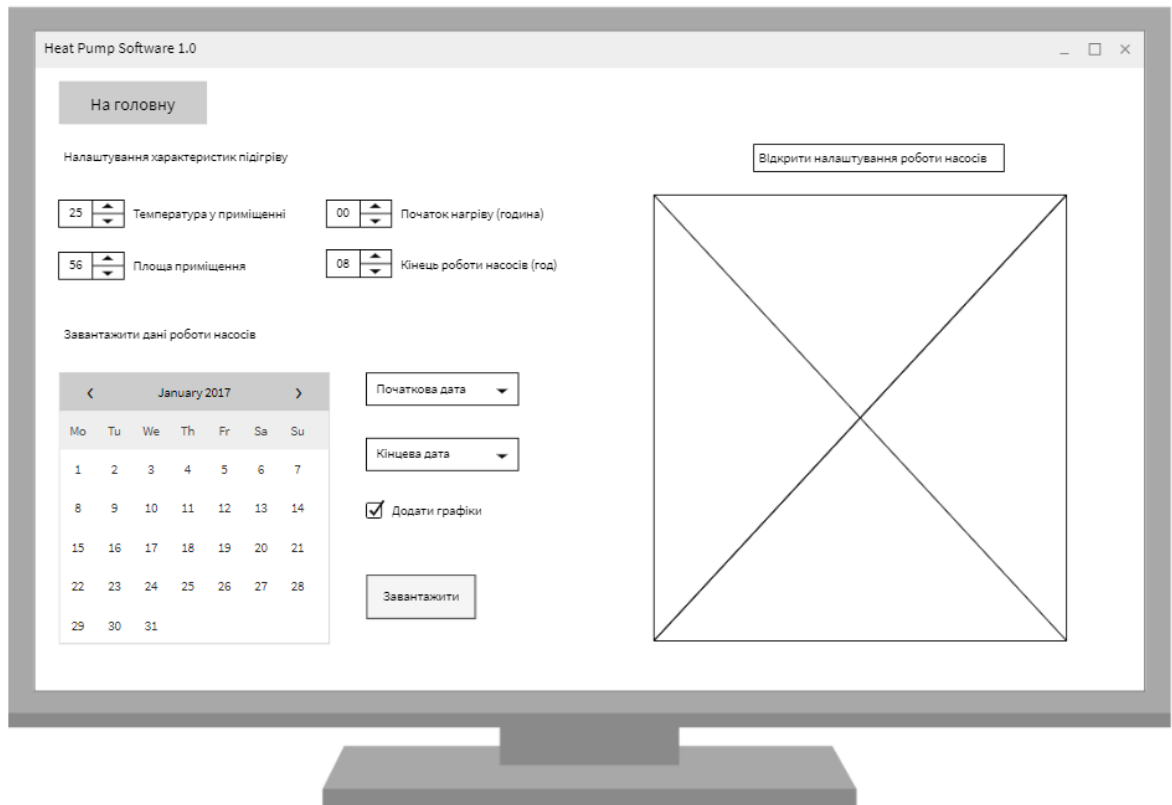 Heat Pump Software 1.0
На головну
Налаштування характеристик підігріву
Відкрити налаштування роботи насосів
25 Температура у приміщенні 00 Початок нагріву (година)
56 Площа приміщення 08 Кінець роботи насосів (год)
Завантажити дані роботи насосів
January 2017
Mo Tu We Th Fr Sa Su
1 2 3 4 5 6 7
8 9 10 11 12 13 14
15 16 17 18 19 20 21
22 23 24 25 26 27 28
29 30 31
Початкова дата
Кінцева дата
Додати графіки
Завантажити